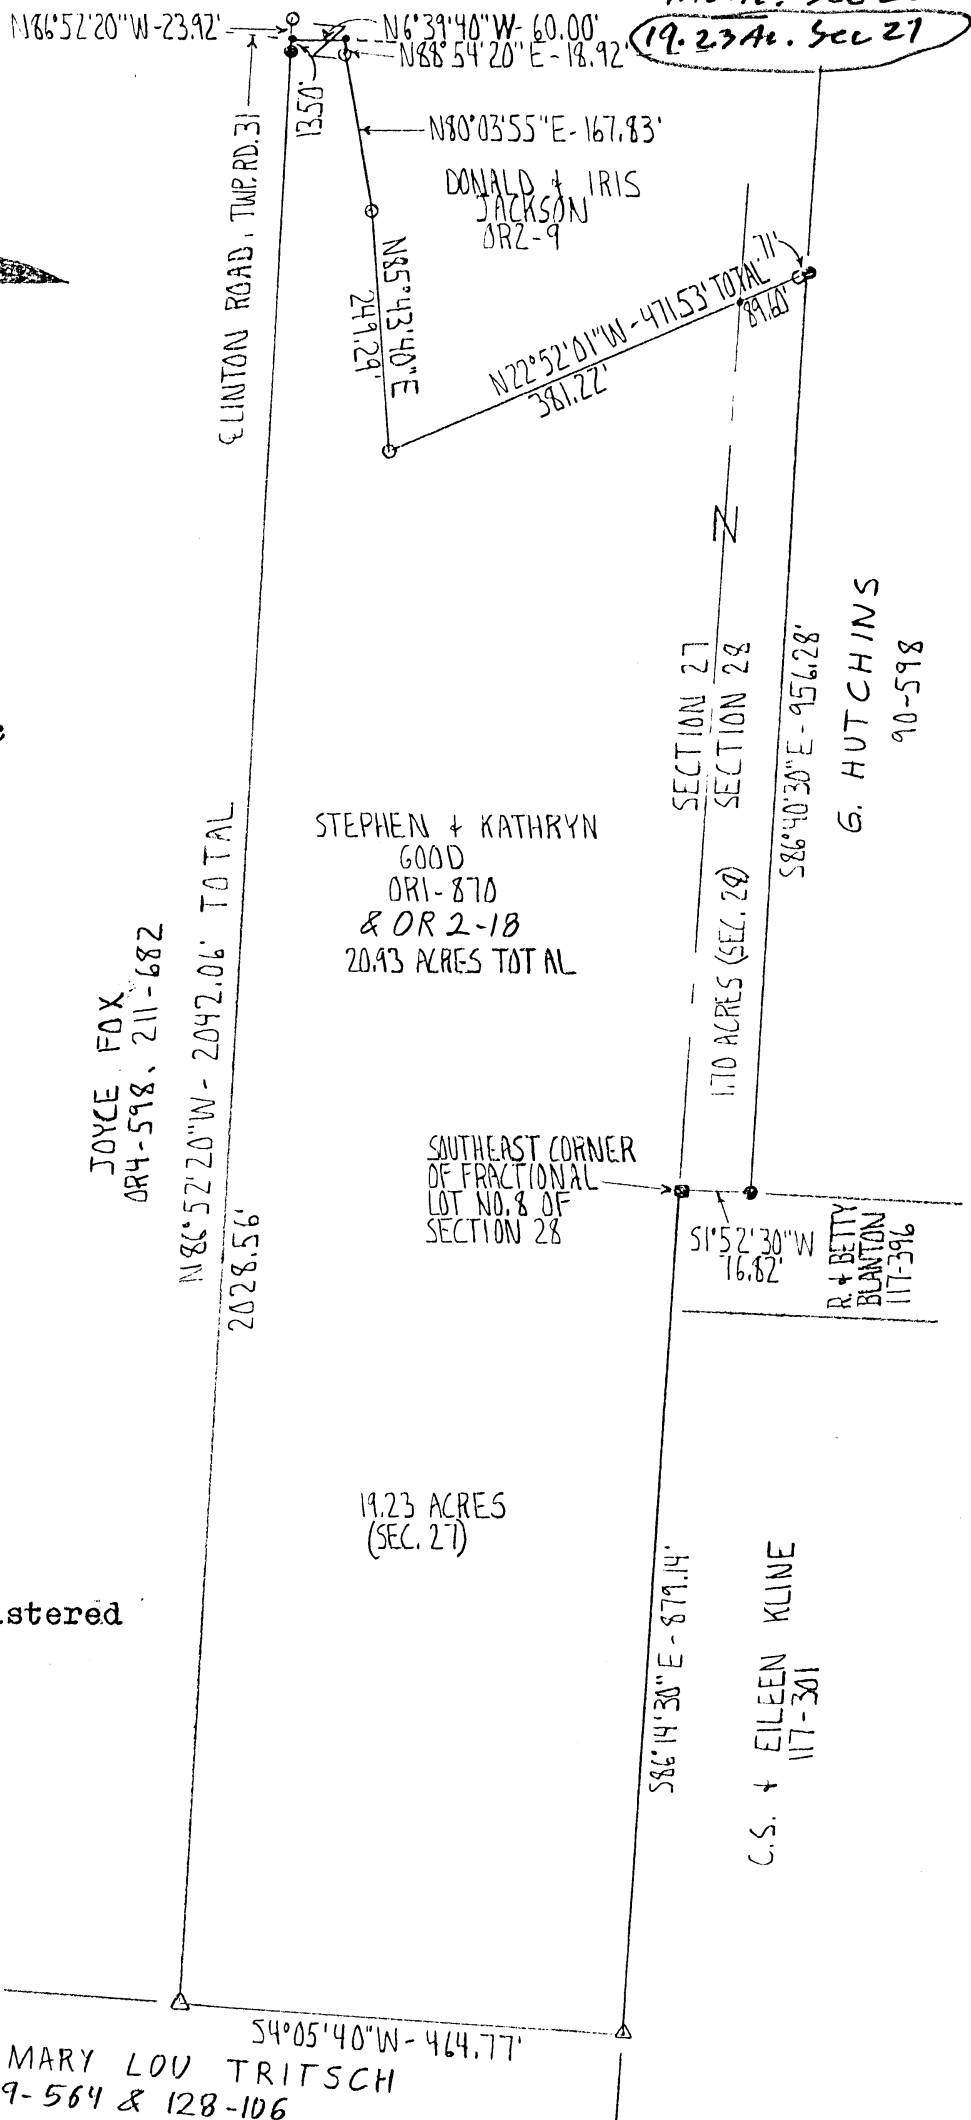 N86°52'20"W-23.92'
N6°39'40"W-60.00'
N88°54'20"E-18.92'
19.23 Ac. Sec 27
13.50'
N80°03'55"E-167.83'
DONALD & IRIS
JACKSON
OR2-9
℄ LINTON ROAD, TWP. RD. 31
N85°43'40"E
249.29'
N22°52'01"W-471.53' TOTAL
381.22'
89.60'
.71'
N
SECTION 27
SECTION 28
S86°40'30"E-956.28'
G. HUTCHINS
90-598
STEPHEN & KATHRYN
GOOD
OR1-870
& OR 2-18
20.93 ACRES TOTAL
1.70 ACRES (SEC. 28)
JOYCE FOX
OR4-598, 211-682
N86°52'20"W-2042.06' TOTAL
2028.56'
SOUTHEAST CORNER
OF FRACTIONAL
LOT NO. 8 OF
SECTION 28
S1°52'30"W
76.82'
R. & BETTY
BLANTON
117-396
19.23 ACRES
(SEC. 27)
istered
S86°14'30"E-879.14'
C.S. & EILEEN KLINE
117-301
S4°05'40"W-464.77'
MARY LOU TRITSCH
9-564 & 128-106